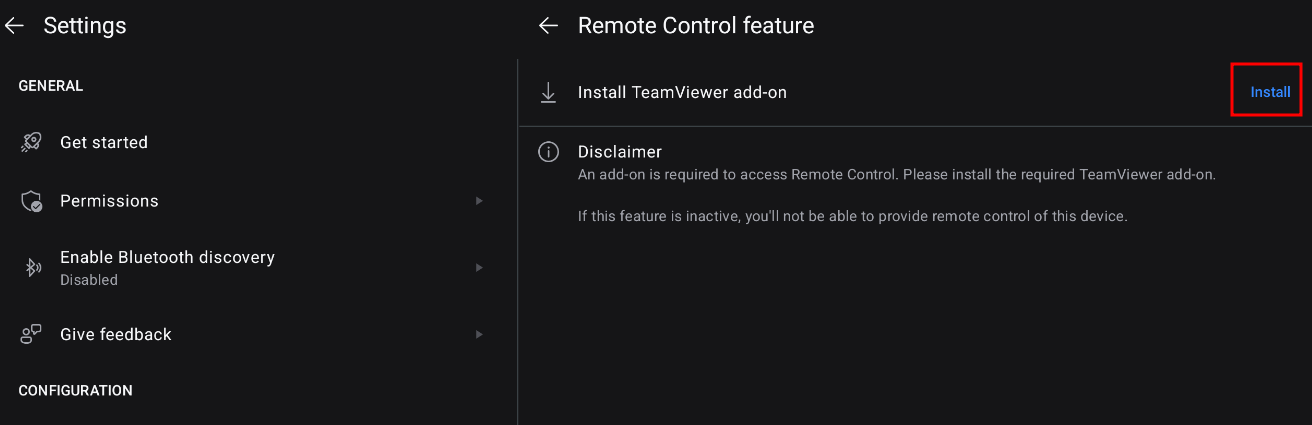 Settings
GENERAL
Get started
Permissions
Enable Bluetooth discovery
Disabled
Give feedback
CONFIGURATION
Remote Control feature
Install TeamViewer add-on
Install
Disclaimer
An add-on is required to access Remote Control. Please install the required TeamViewer add-on.
If this feature is inactive, you'll not be able to provide remote control of this device.